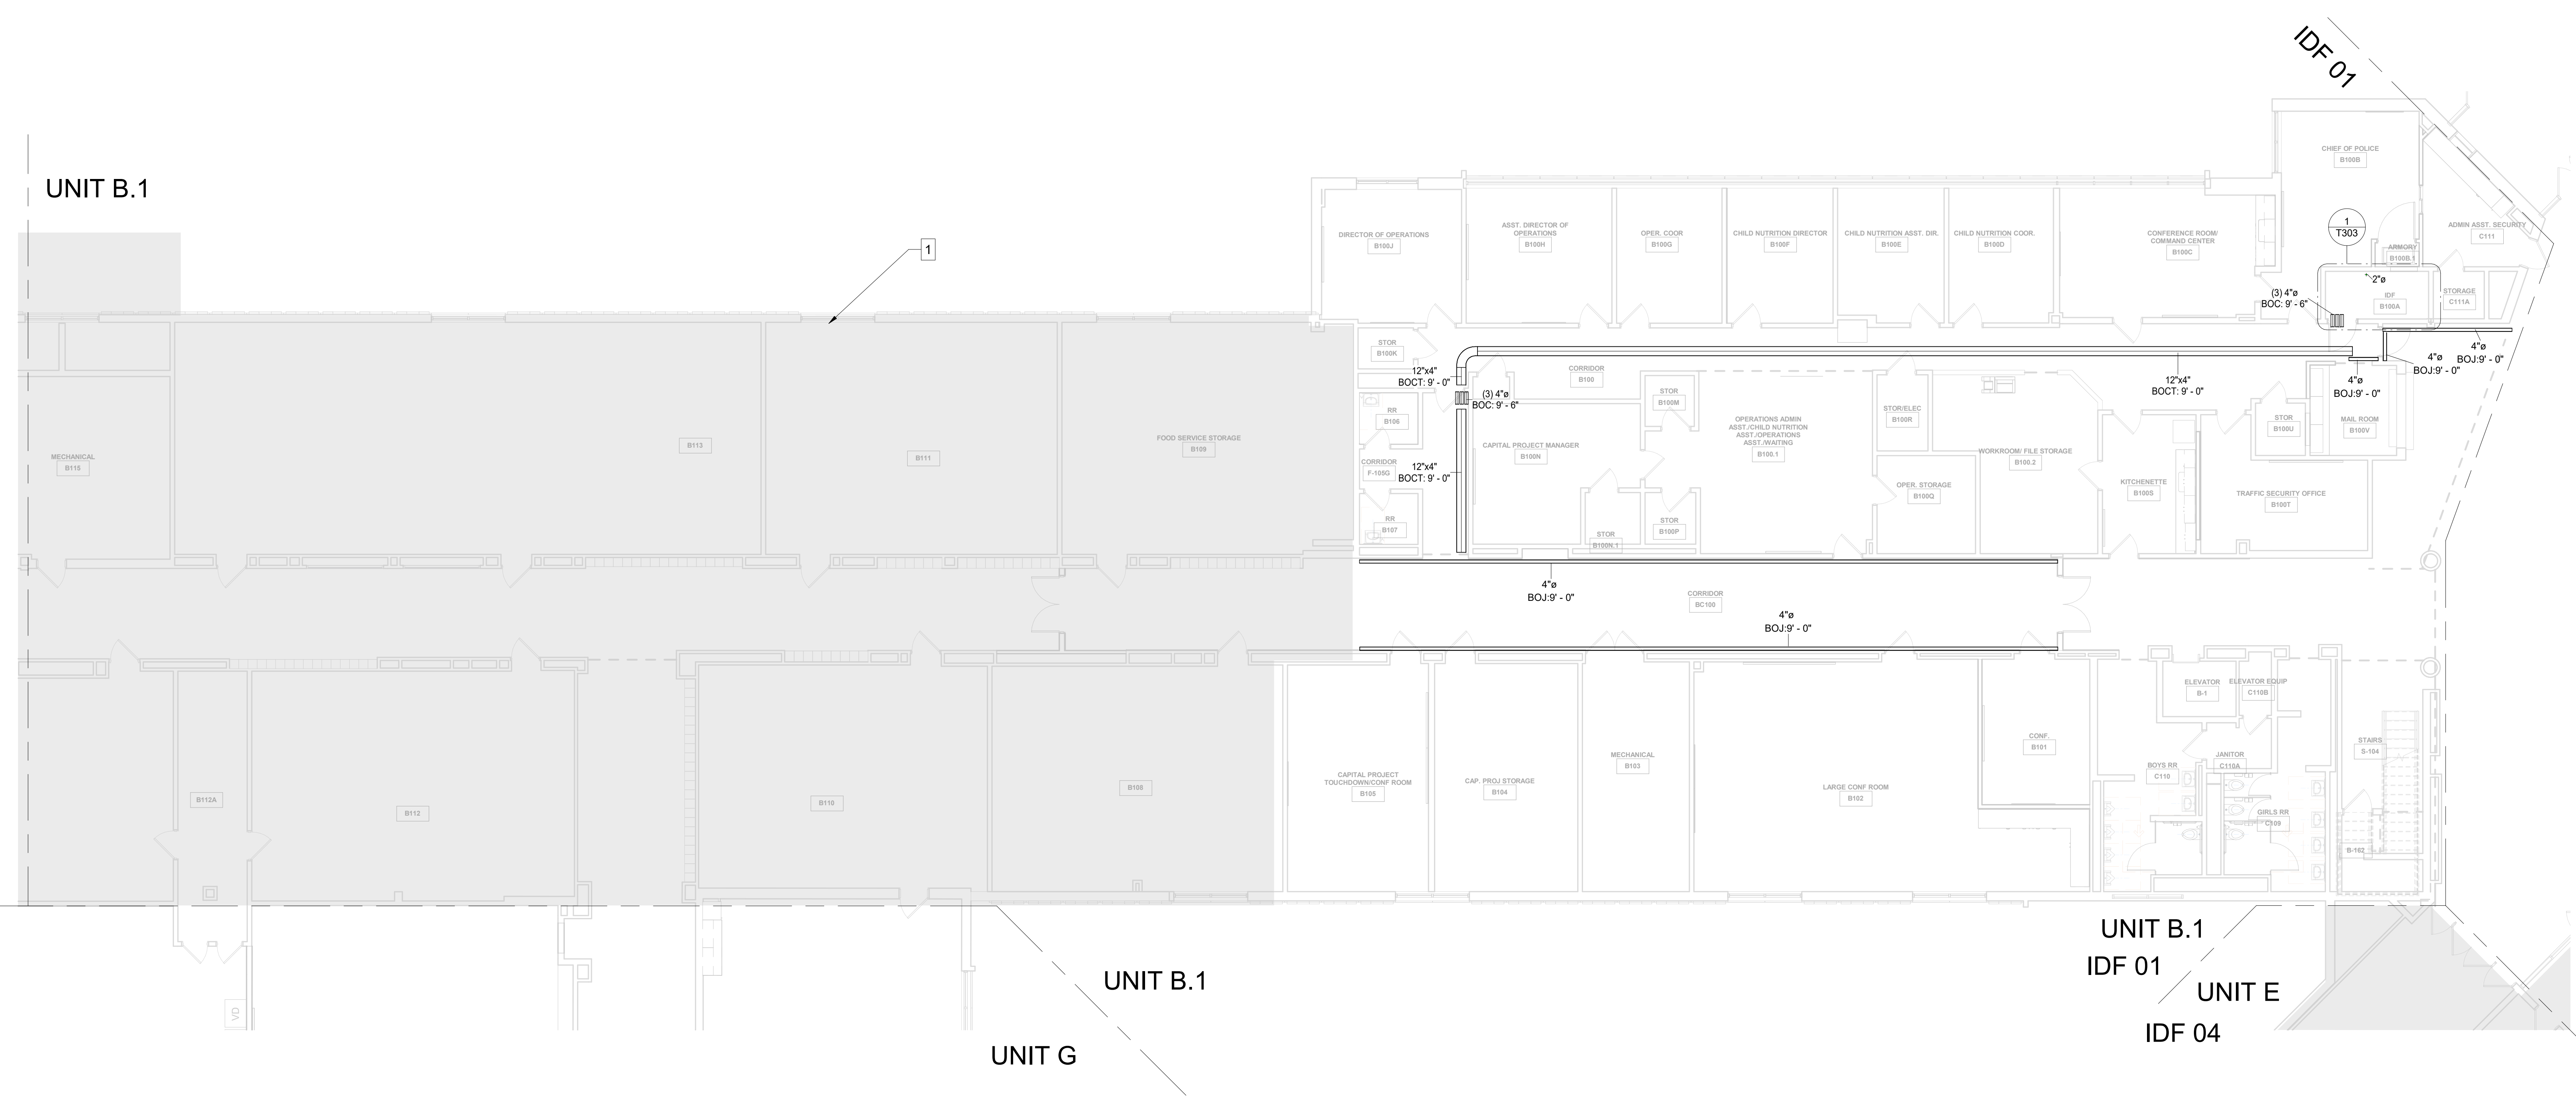 IDF 01
UNIT B.1
1
CHIEF OF POLICE
B100B
1
T303
ADMIN ASST. SECURITY
C111
ARMORY
B100B.1
DIRECTOR OF OPERATIONS
B100J
ASST. DIRECTOR OF
OPERATIONS
B100H
OPER. COOR
B100G
CHILD NUTRITION DIRECTOR
B100F
CHILD NUTRITION ASST. DIR.
B100E
CHILD NUTRITION COOR.
B100D
CONFERENCE ROOM/
COMMAND CENTER
B100C
2"ø
(3) 4"ø
BOC: 9' - 6"
IDF
B100A
STORAGE
C111A
STOR
B100K
12"x4"
BOCT: 9' - 0"
(3) 4"ø
BOC: 9' - 6"
CORRIDOR
B100
12"x4"
BOCT: 9' - 0"
4"ø
BOJ:9' - 0"
4"ø
BOJ:9' - 0"
4"ø
BOJ:9' - 0"
RR
B106
STOR
B100M
OPERATIONS ADMIN
ASST./CHILD NUTRITION
ASST./OPERATIONS
ASST./WAITING
B100.1
STOR/ELEC
B100R
STOR
B100U
MAIL ROOM
B100V
MECHANICAL
B115
B113
B111
FOOD SERVICE STORAGE
B109
CORRIDOR
F-105G
12"x4"
BOCT: 9' - 0"
CAPITAL PROJECT MANAGER
B100N
WORKROOM/ FILE STORAGE
B100.2
OPER. STORAGE
B100Q
KITCHENETTE
B100S
TRAFFIC SECURITY OFFICE
B100T
RR
B107
STOR
B100N.1
STOR
B100P
4"ø
BOJ:9' - 0"
CORRIDOR
BC100
4"ø
BOJ:9' - 0"
B112A
B112
B110
B108
CAPITAL PROJECT
TOUCHDOWN/CONF ROOM
B105
CAP. PROJ STORAGE
B104
MECHANICAL
B103
LARGE CONF ROOM
B102
CONF.
B101
ELEVATOR
B-1
ELEVATOR EQUIP
C110B
STAIRS
S-104
JANITOR
C110A
BOYS RR
C110
GIRLS RR
C109
B-102
VD
UNIT B.1
UNIT G
UNIT B.1
IDF 01
UNIT E
IDF 04